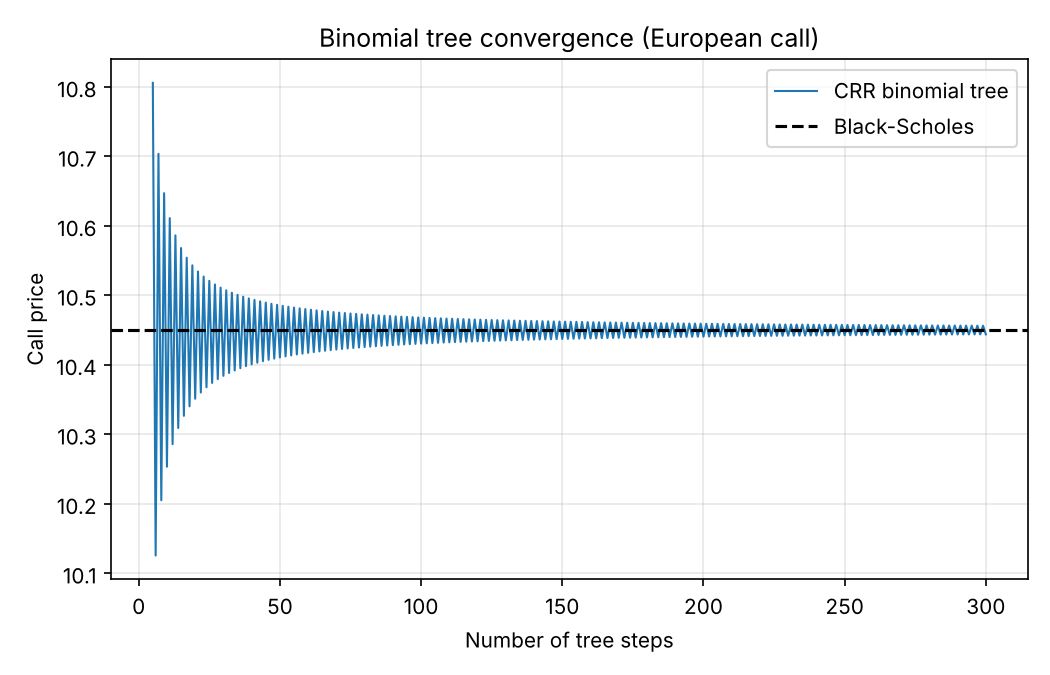 Binomial tree convergence (European call)
CRR binomial tree
Black-Scholes
Call price
10.8
10.7
10.6
10.5
10.4
10.3
10.2
10.1
0 50 100 150 200 250 300
Number of tree steps